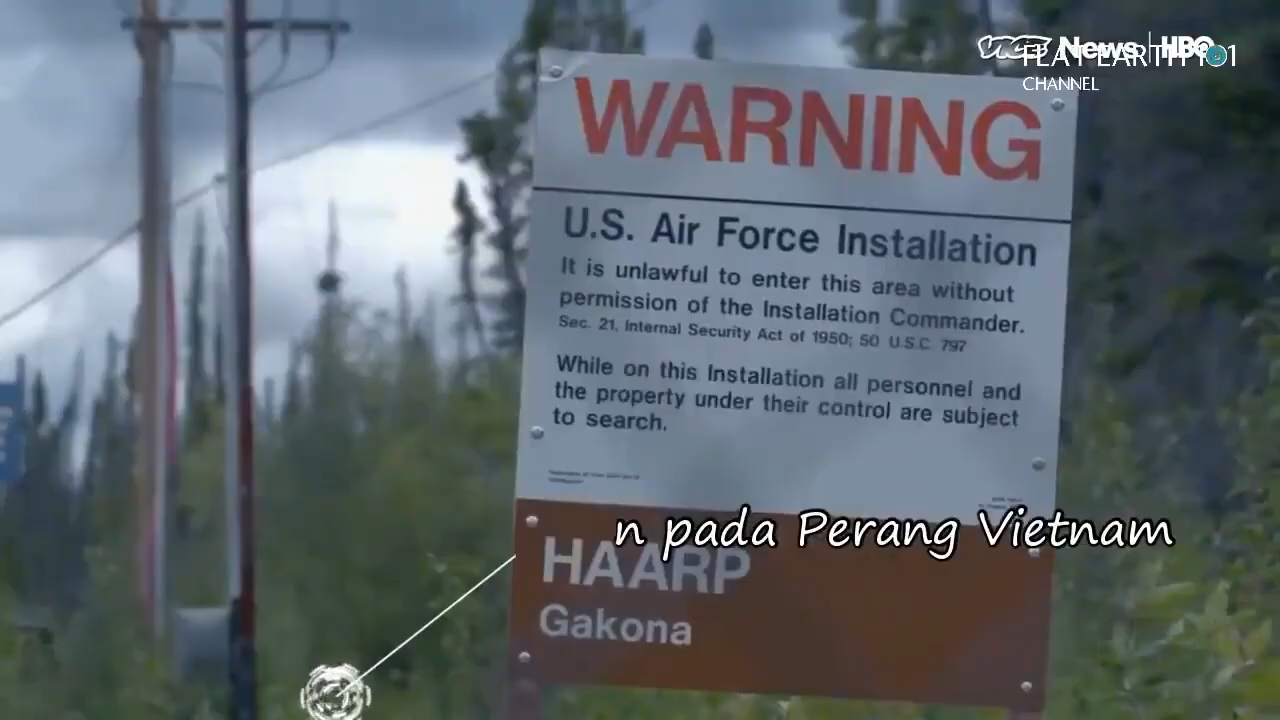 VICE News | HBO
FLAT EARTH 101
CHANNEL
WARNING
U.S. Air Force Installation
It is unlawful to enter this area without
permission of the Installation Commander.
Sec. 21, Internal Security Act of 1950; 50 U.S.C. 797
While on this Installation all personnel and
the property under their control are subject
to search.
n pada Perang Vietnam
HAARP
Gakona